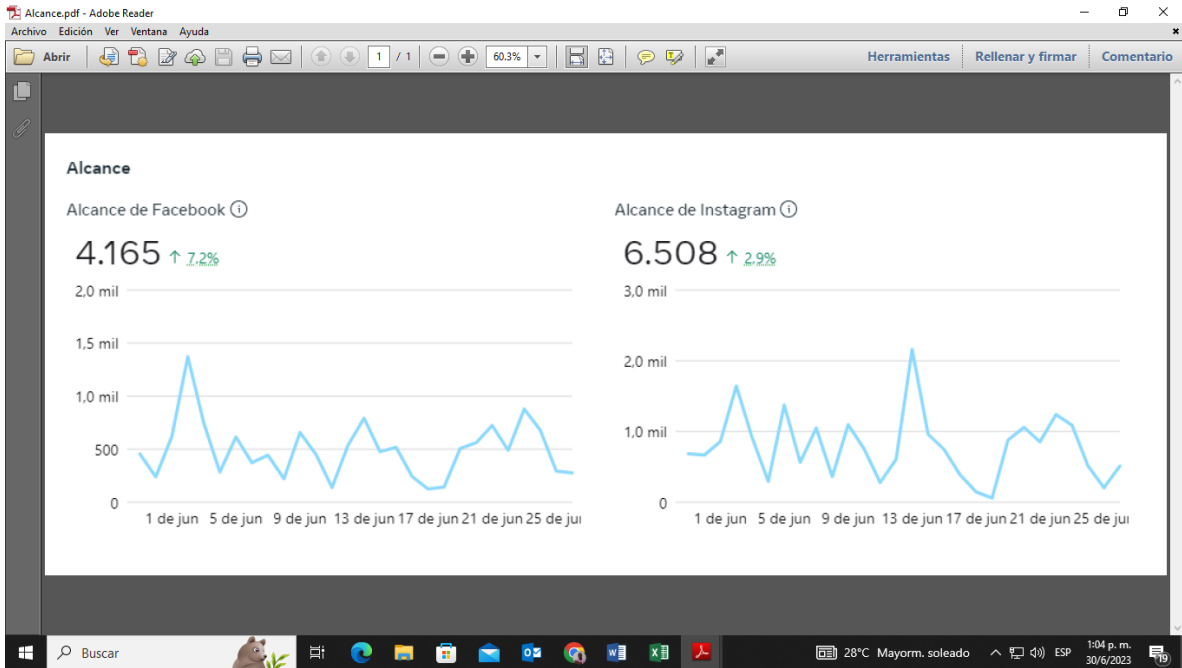 Alcance.pdf - Adobe Reader
Archivo Edición Ver Ventana Ayuda
Abrir 1 / 1 60.3% Herramientas Rellenar y firmar Comentario
Alcance
Alcance de Facebook
4.165 ↑ 7,2%
2,0 mil
1,5 mil
1,0 mil
500
0
1 de jun 5 de jun 9 de jun 13 de jun 17 de jun 21 de jun 25 de jun
Alcance de Instagram
6.508 ↑ 2,9%
3,0 mil
2,0 mil
1,0 mil
0
1 de jun 5 de jun 9 de jun 13 de jun 17 de jun 21 de jun 25 de jun
Buscar
28°C Mayorm. soleado ESP
1:04 p. m.
30/6/2023
19